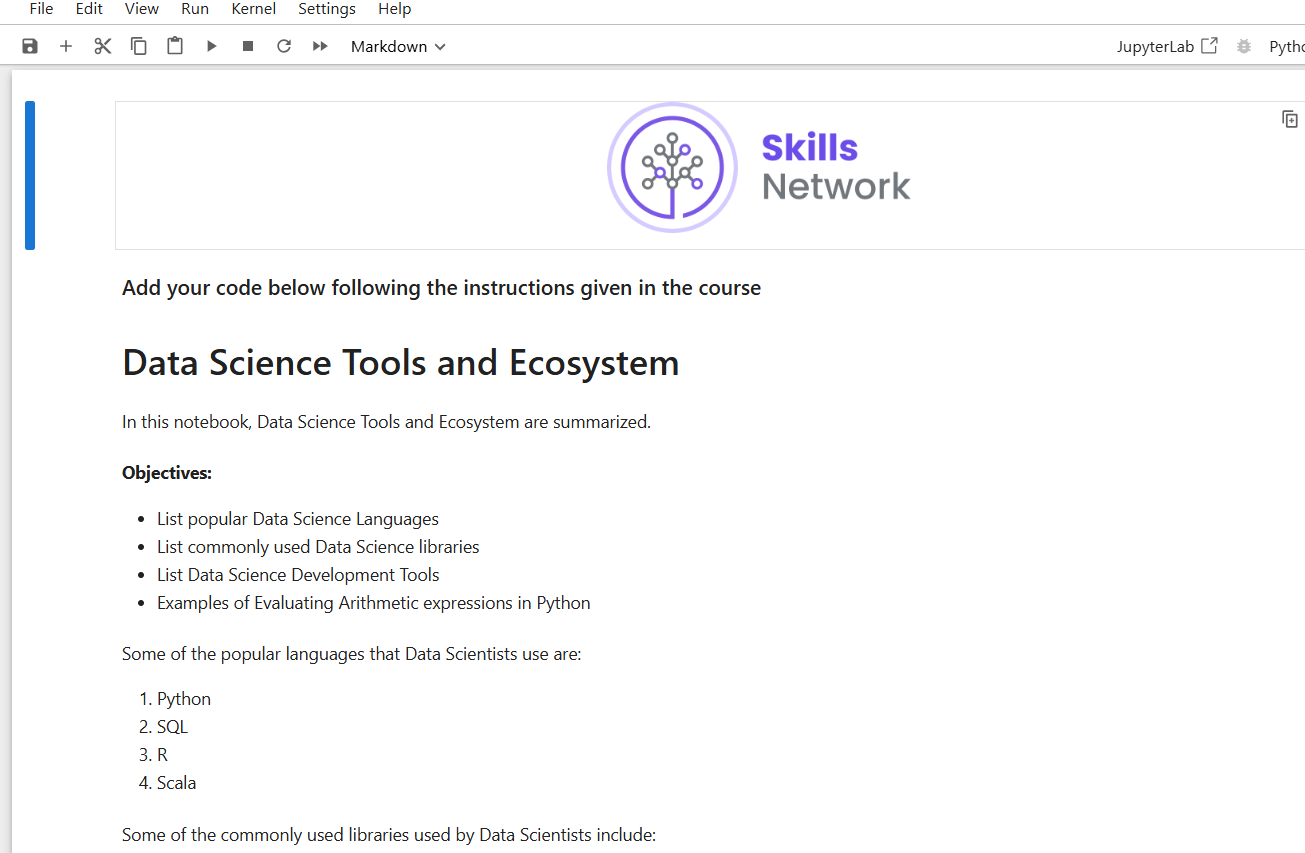 File Edit View Run Kernel Settings Help
Markdown JupyterLab Pytho
Skills
Network
Add your code below following the instructions given in the course
Data Science Tools and Ecosystem
In this notebook, Data Science Tools and Ecosystem are summarized.
Objectives:
• List popular Data Science Languages
• List commonly used Data Science libraries
• List Data Science Development Tools
• Examples of Evaluating Arithmetic expressions in Python
Some of the popular languages that Data Scientists use are:
1. Python
2. SQL
3. R
4. Scala
Some of the commonly used libraries used by Data Scientists include: